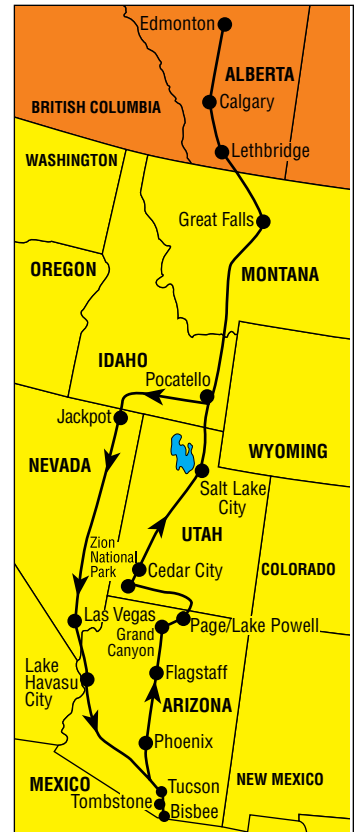 Edmonton
ALBERTA
BRITISH COLUMBIA
Calgary
Lethbridge
WASHINGTON
Great Falls
OREGON
MONTANA
IDAHO
Pocatello
Jackpot
WYOMING
NEVADA
Salt Lake
City
UTAH
Zion
National
Park
Cedar City
COLORADO
Las Vegas
Grand
Canyon
Page/Lake Powell
Lake
Havasu
City
Flagstaff
ARIZONA
Phoenix
MEXICO
Tucson
NEW MEXICO
Tombstone
Bisbee